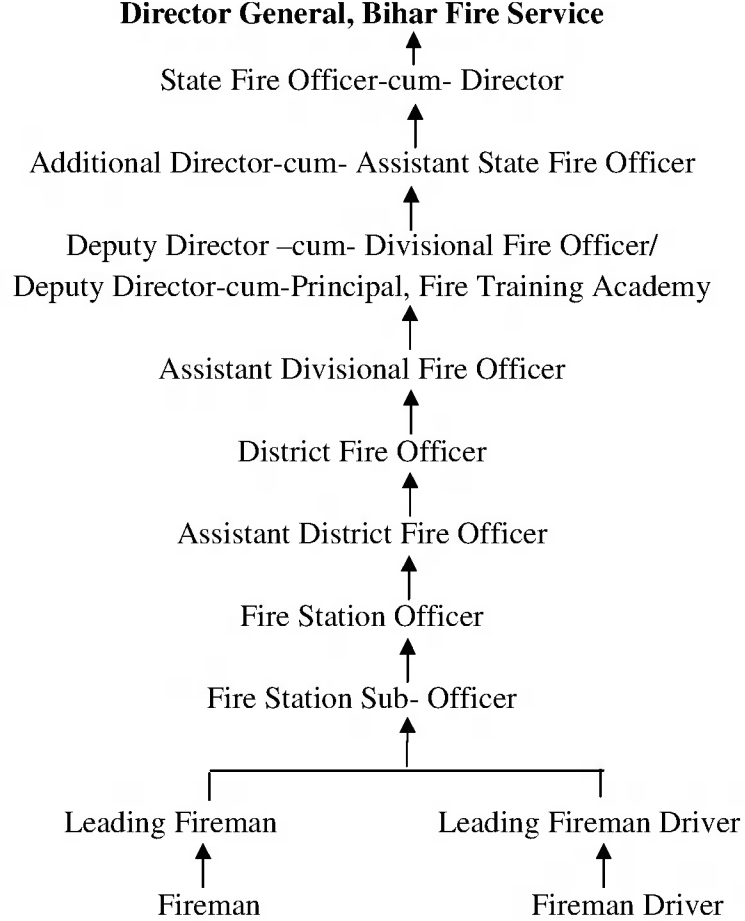 Director General, Bihar Fire Service
State Fire Officer-cum- Director
Additional Director-cum- Assistant State Fire Officer
Deputy Director –cum- Divisional Fire Officer/
Deputy Director-cum-Principal, Fire Training Academy
Assistant Divisional Fire Officer
District Fire Officer
Assistant District Fire Officer
Fire Station Officer
Fire Station Sub- Officer
Leading Fireman
Leading Fireman Driver
Fireman
Fireman Driver